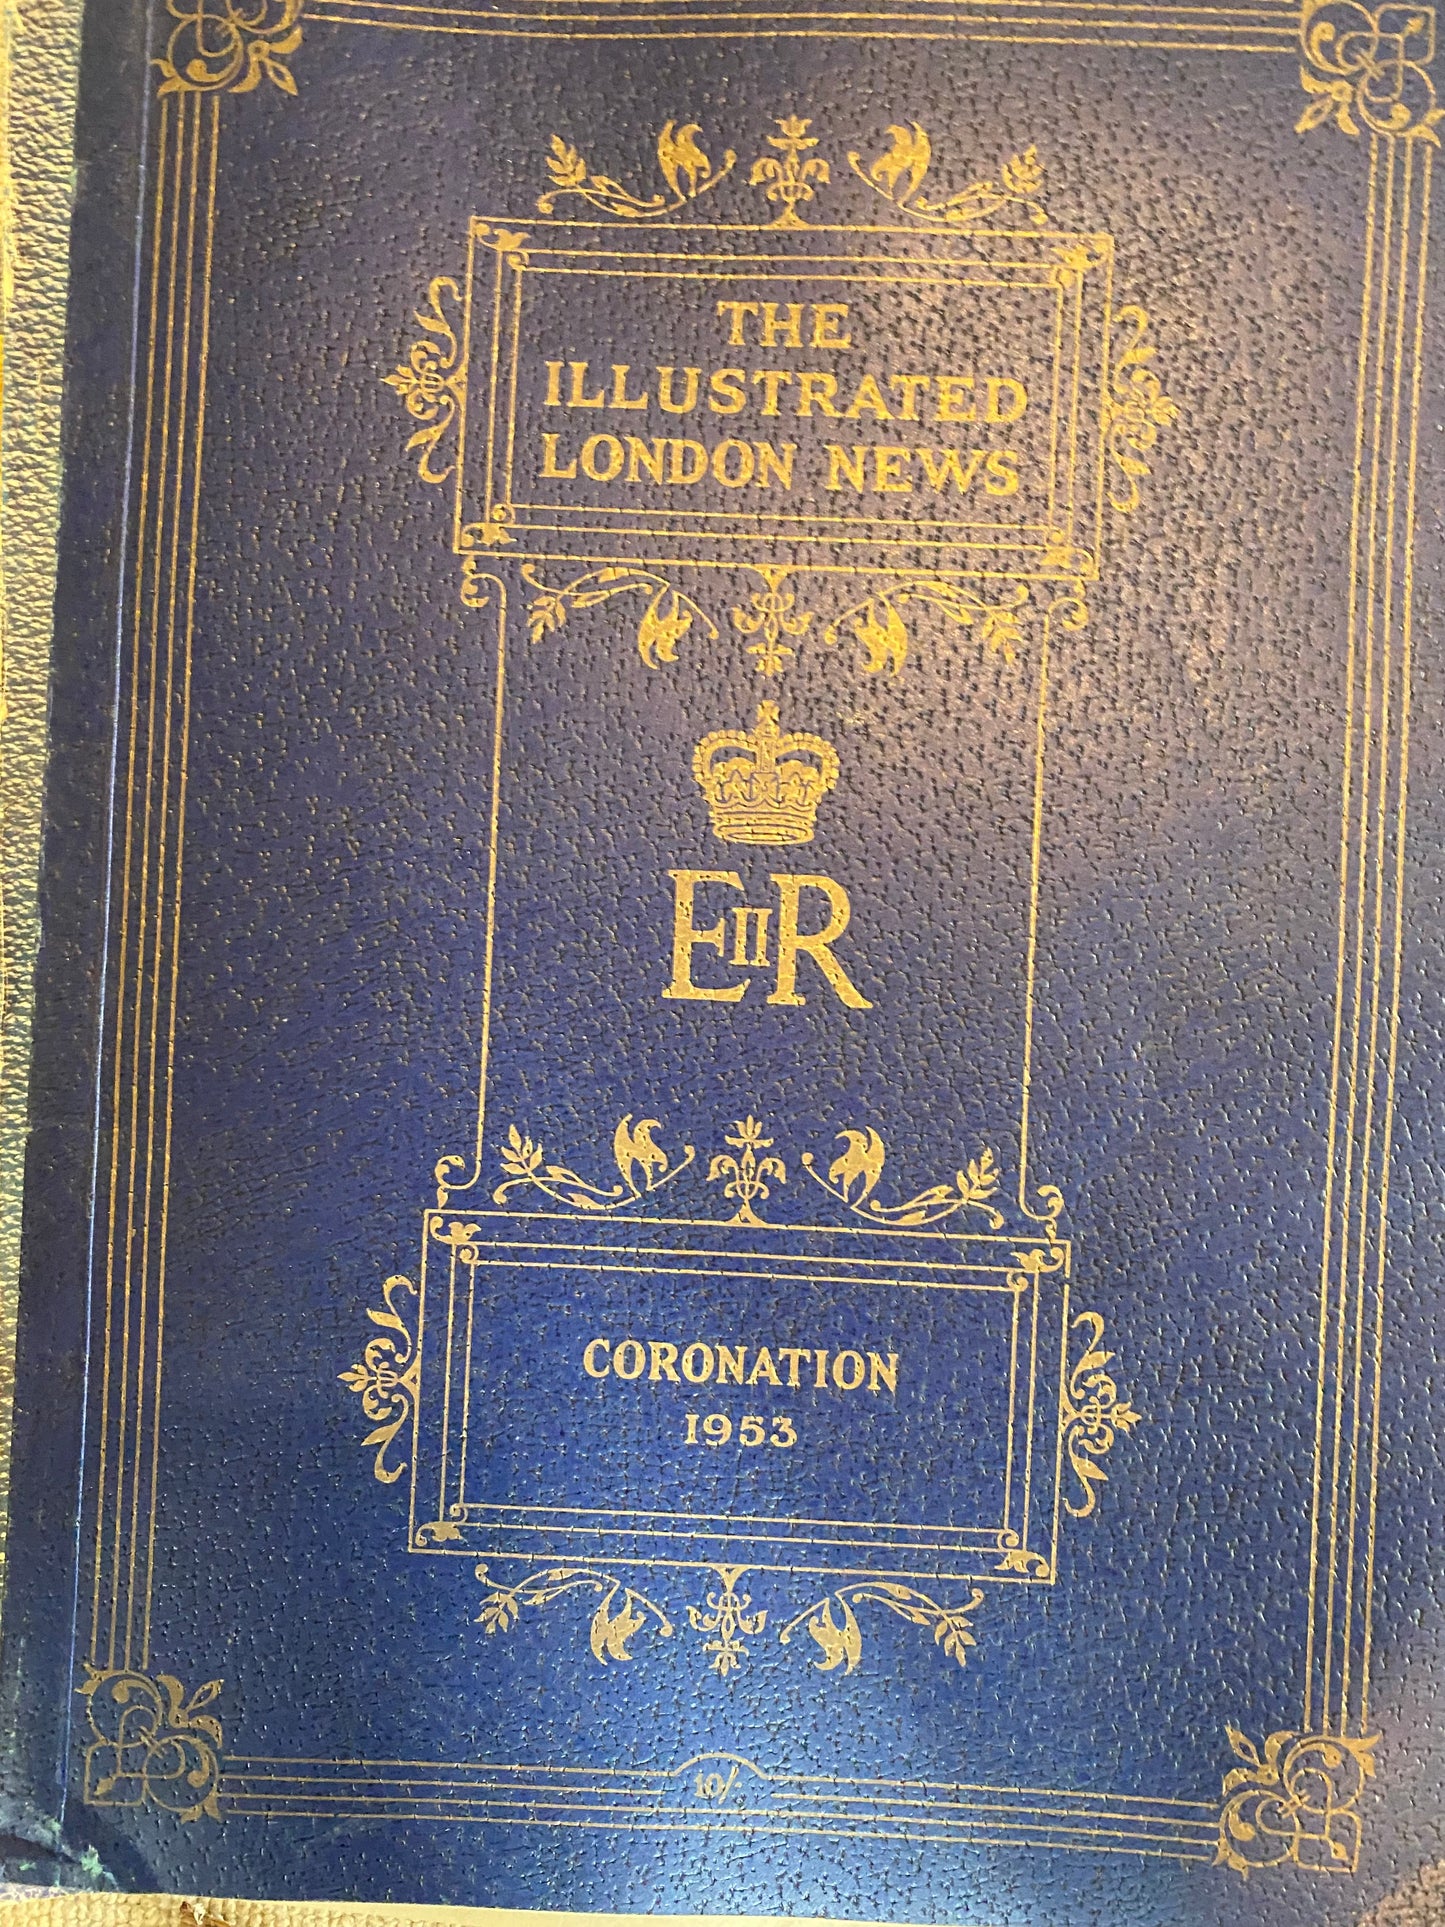 THE
ILLUSTRATED
LONDON NEWS
EIIR
CORONATION
1953
10/-